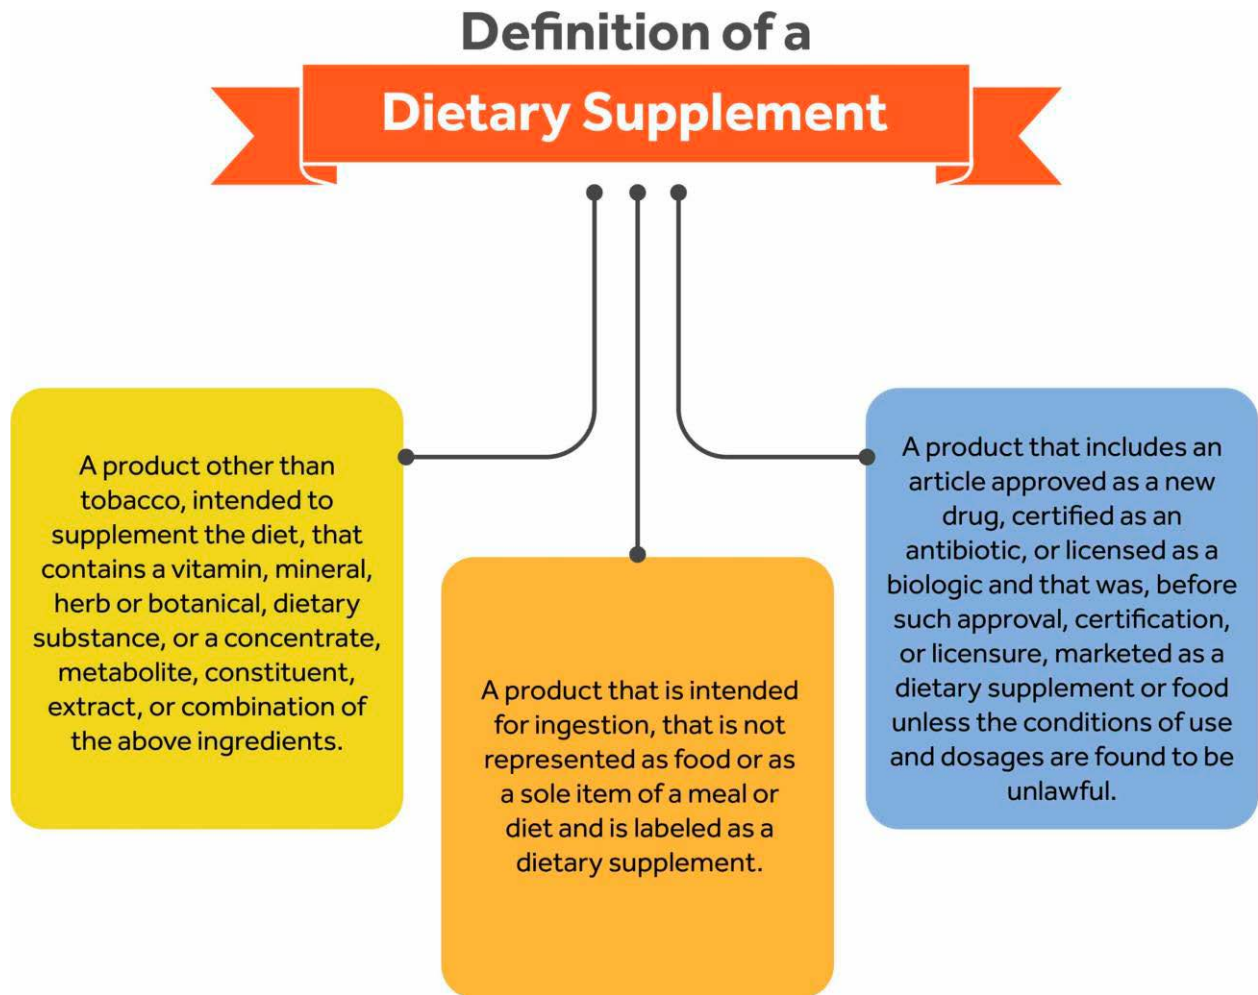 Definition of a
Dietary Supplement
A product other than
tobacco, intended to
supplement the diet, that
contains a vitamin, mineral,
herb or botanical, dietary
substance, or a concentrate,
metabolite, constituent,
extract, or combination of
the above ingredients.
A product that is intended
for ingestion, that is not
represented as food or as
a sole item of a meal or
diet and is labeled as a
dietary supplement.
A product that includes an
article approved as a new
drug, certified as an
antibiotic, or licensed as a
biologic and that was, before
such approval, certification,
or licensure, marketed as a
dietary supplement or food
unless the conditions of use
and dosages are found to be
unlawful.